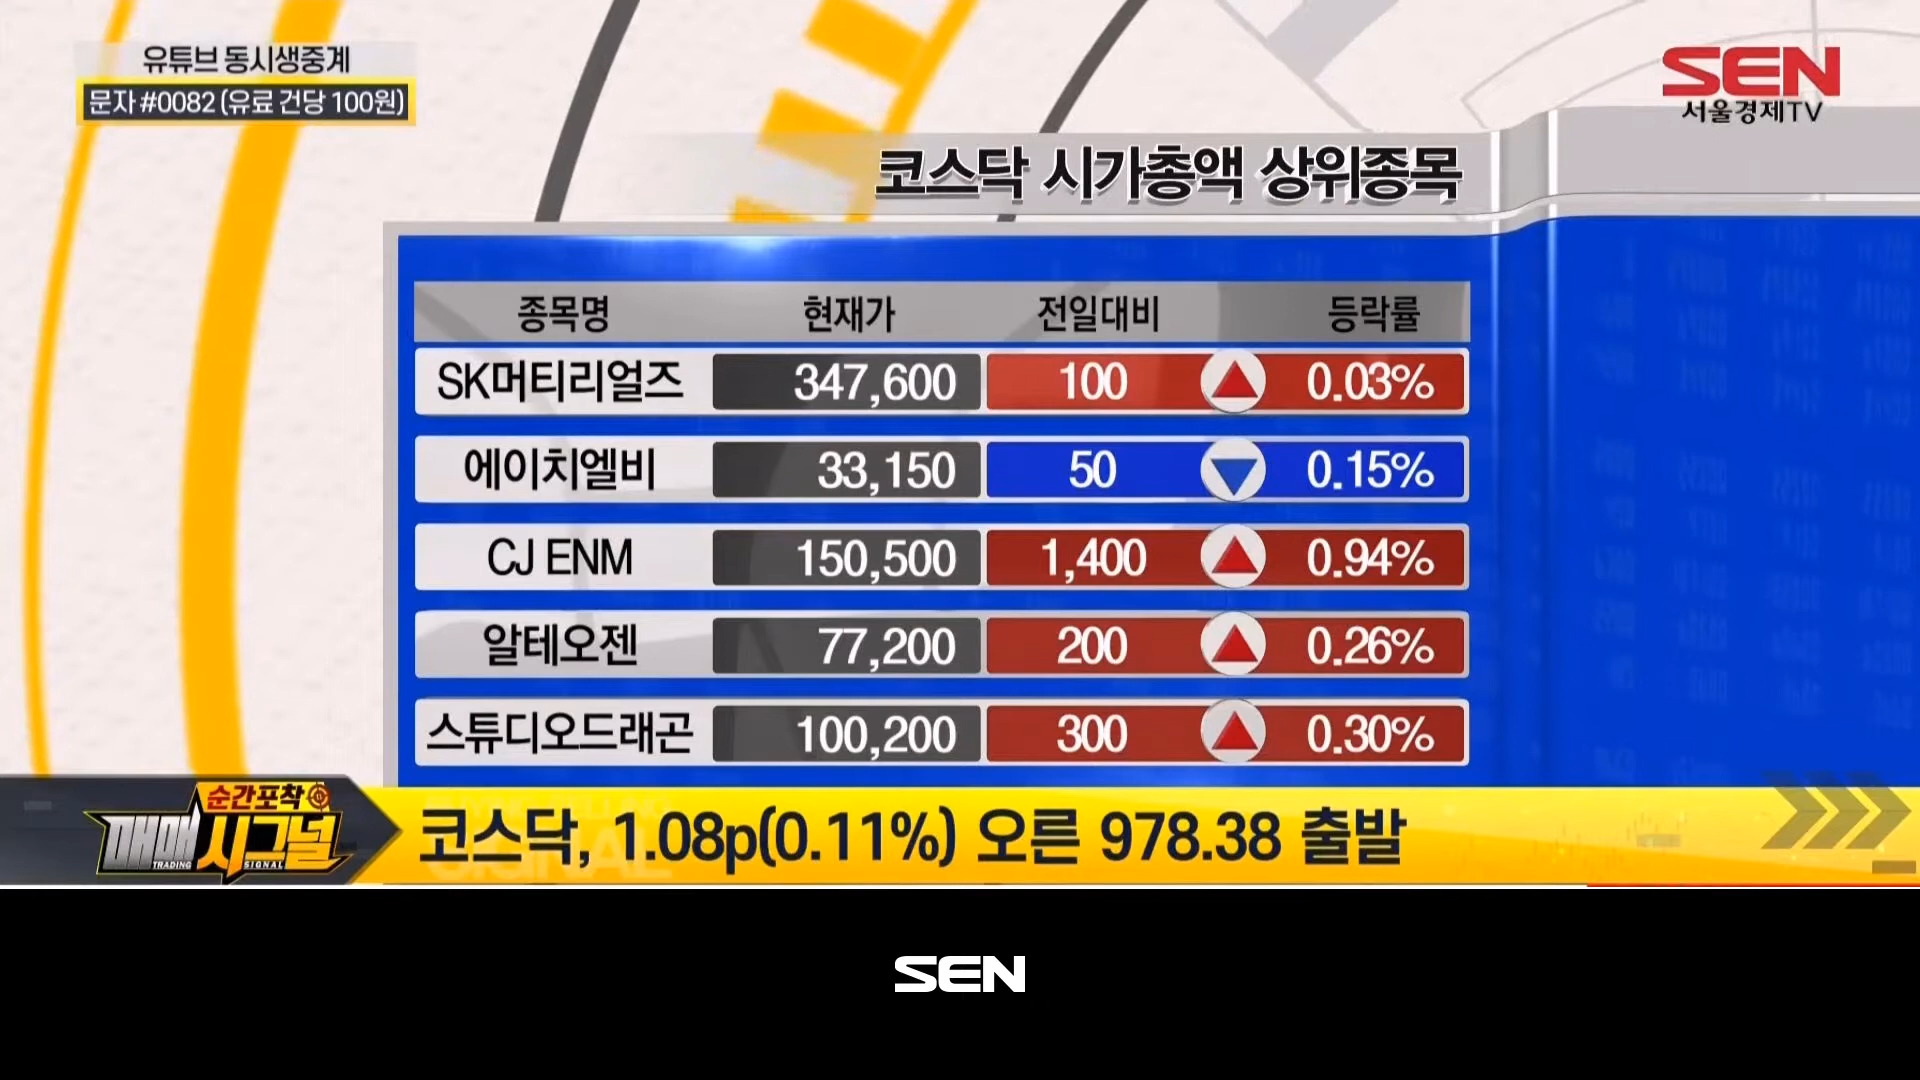 유튜브 동시생중계
문자 #0082 (유료 건당 100원)
SEN
서울경제TV
코스닥 시가총액 상위종목
종목명 현재가 전일대비 등락률
SK머티리얼즈 347,600 100 ▲ 0.03%
에이치엘비 33,150 50 ▼ 0.15%
CJ ENM 150,500 1,400 ▲ 0.94%
알테오젠 77,200 200 ▲ 0.26%
스튜디오드래곤 100,200 300 ▲ 0.30%
순간포착
매매 시그널
TRADING SIGNAL
코스닥, 1.08p(0.11%) 오른 978.38 출발
SEN